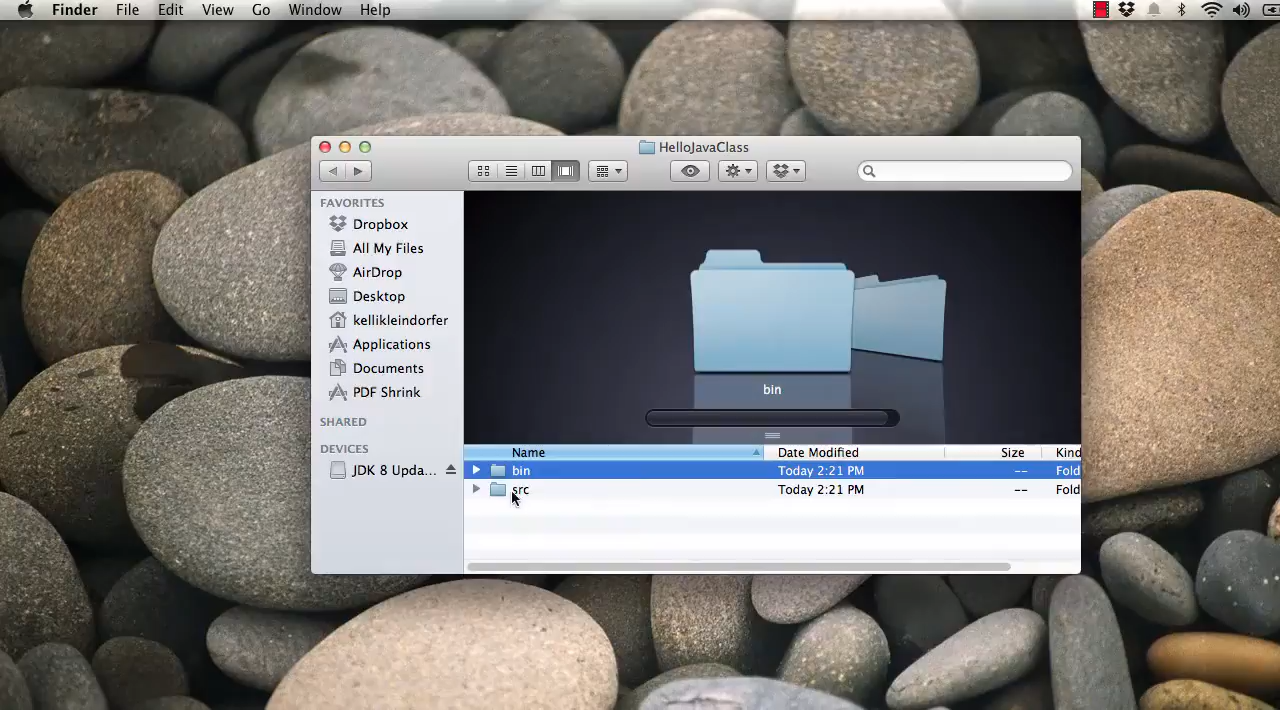 Finder File Edit View Go Window Help
HelloJavaClass
FAVORITES
Dropbox
All My Files
AirDrop
Desktop
kellikleindorfer
Applications
Documents
PDF Shrink
SHARED
DEVICES
JDK 8 Upda...
bin
Name Date Modified Size Kind
bin Today 2:21 PM -- Fold
src Today 2:21 PM -- Fold